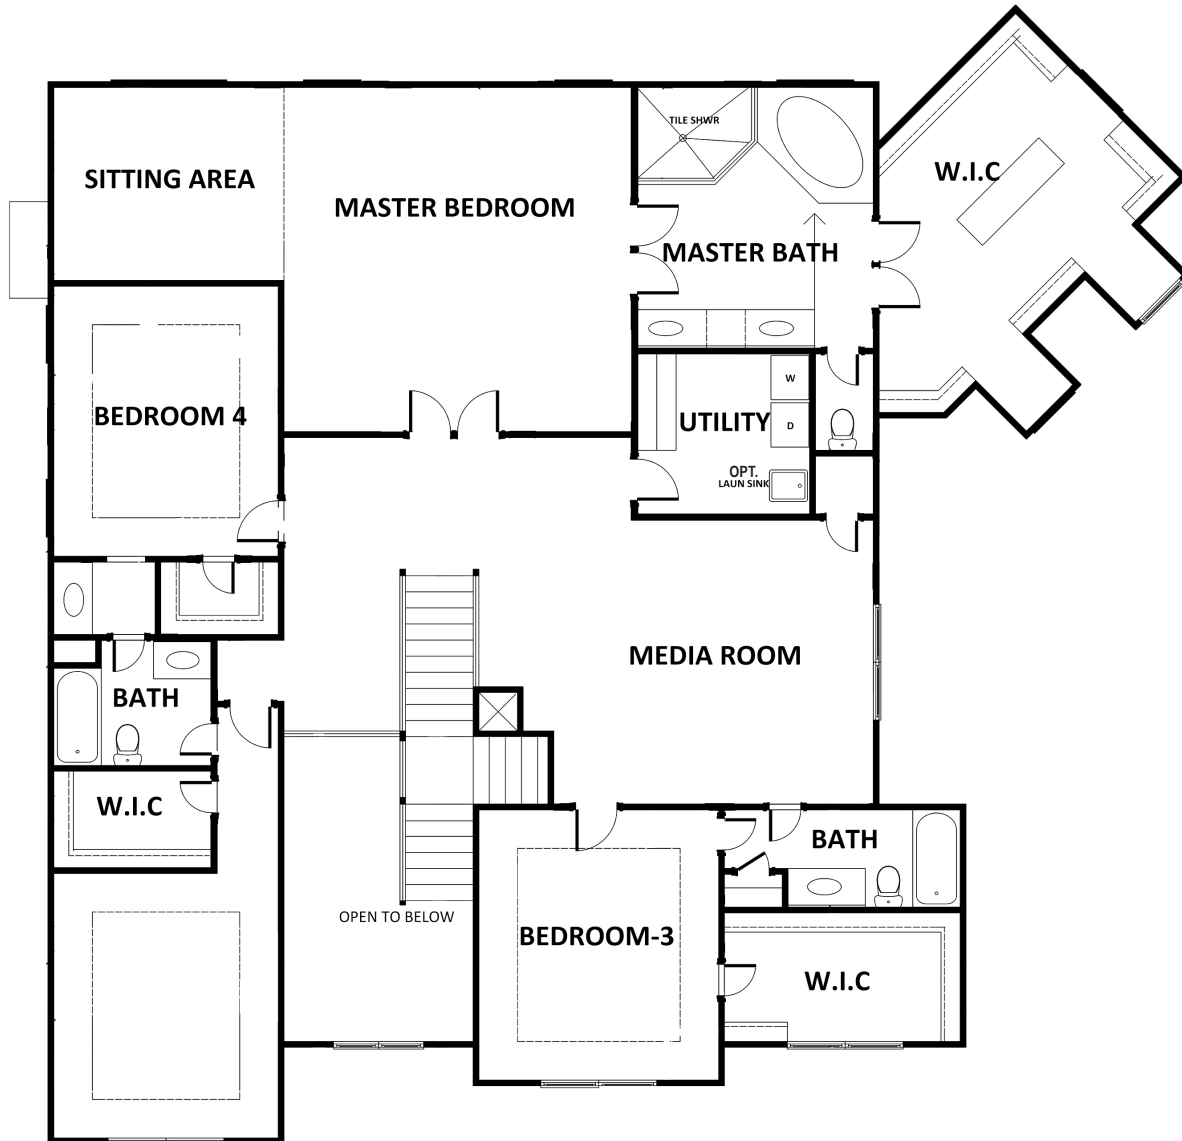 TILE SHWR
W.I.C
SITTING AREA
MASTER BEDROOM
MASTER BATH
W
BEDROOM 4
UTILITY
D
OPT.
LAUN SINK
MEDIA ROOM
BATH
W.I.C
BATH
OPEN TO BELOW
BEDROOM-3
W.I.C